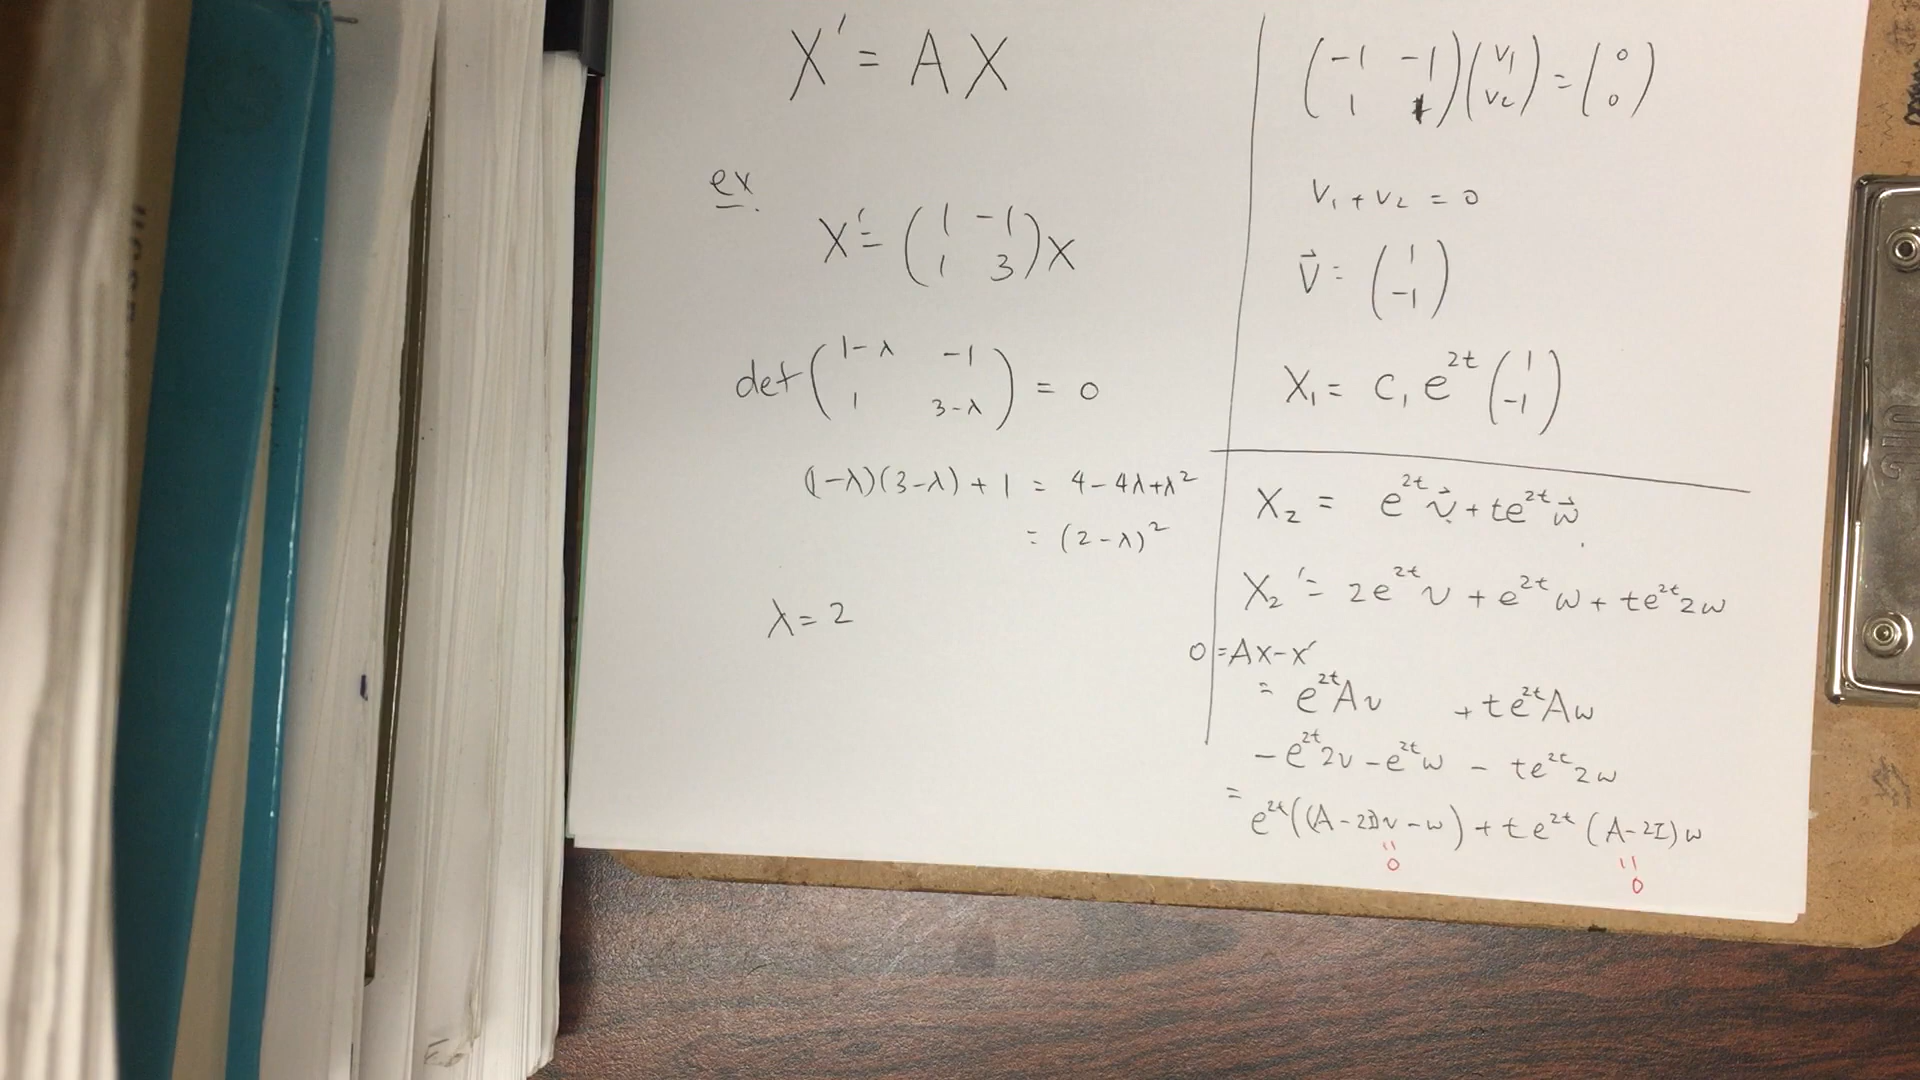 X' = A X
ex.
X' = ( 1 -1
1 3 ) X
det ( 1-λ -1
1 3-λ ) = 0
(1-λ)(3-λ) + 1 = 4 - 4λ + λ²
= (2-λ)²
λ = 2
( -1 -1
1 1 ) ( v₁
v₂ ) = ( 0
0 )
v₁ + v₂ = 0
v⃗ = ( 1
-1 )
X₁ = c₁ e^{2t} ( 1
-1 )
X₂ = e^{2t} v⃗ + te^{2t} w⃗
X₂' = 2e^{2t} v + e^{2t} w + te^{2t} 2w
0 = Ax - x'
= e^{2t} Av + te^{2t} Aw
- e^{2t} 2v - e^{2t} w - te^{2t} 2w
=
e^{2t} ((A - 2I)v - w) + te^{2t} (A - 2I) w
" "
0 0